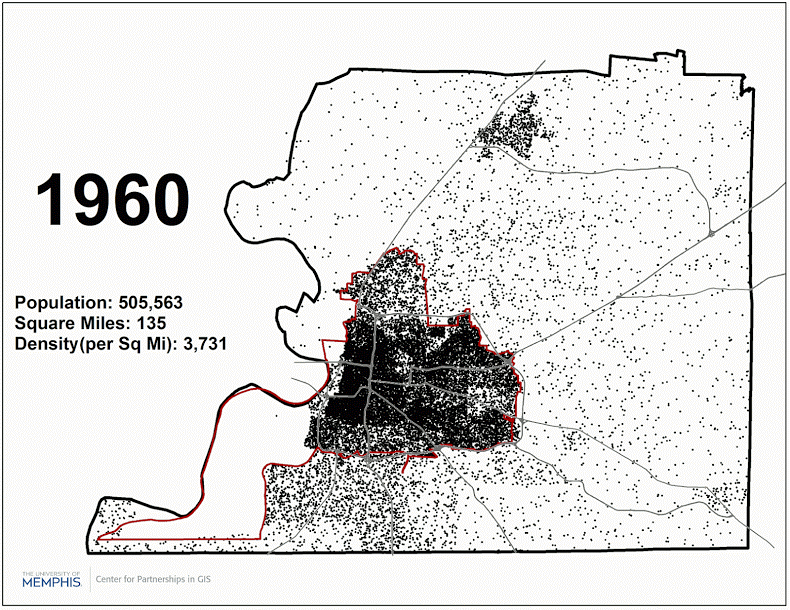 1960
Population: 505,563
Square Miles: 135
Density(per Sq Mi): 3,731
THE UNIVERSITY OF
MEMPHIS.
Center for Partnerships in GIS